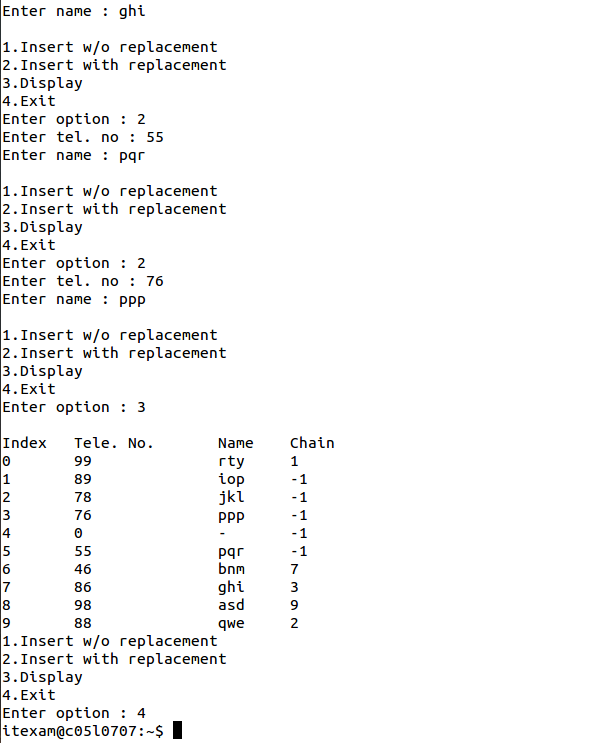 Enter name : ghi
1.Insert w/o replacement
2.Insert with replacement
3.Display
4.Exit
Enter option : 2
Enter tel. no : 55
Enter name : pqr
1.Insert w/o replacement
2.Insert with replacement
3.Display
4.Exit
Enter option : 2
Enter tel. no : 76
Enter name : ppp
1.Insert w/o replacement
2.Insert with replacement
3.Display
4.Exit
Enter option : 3
Index Tele. No. Name Chain
0 99 rty 1
1 89 iop -1
2 78 jkl -1
3 76 ppp -1
4 0 - -1
5 55 pqr -1
6 46 bnm 7
7 86 ghi 3
8 98 asd 9
9 88 qwe 2
1.Insert w/o replacement
2.Insert with replacement
3.Display
4.Exit
Enter option : 4
itexam@c05l0707:~$